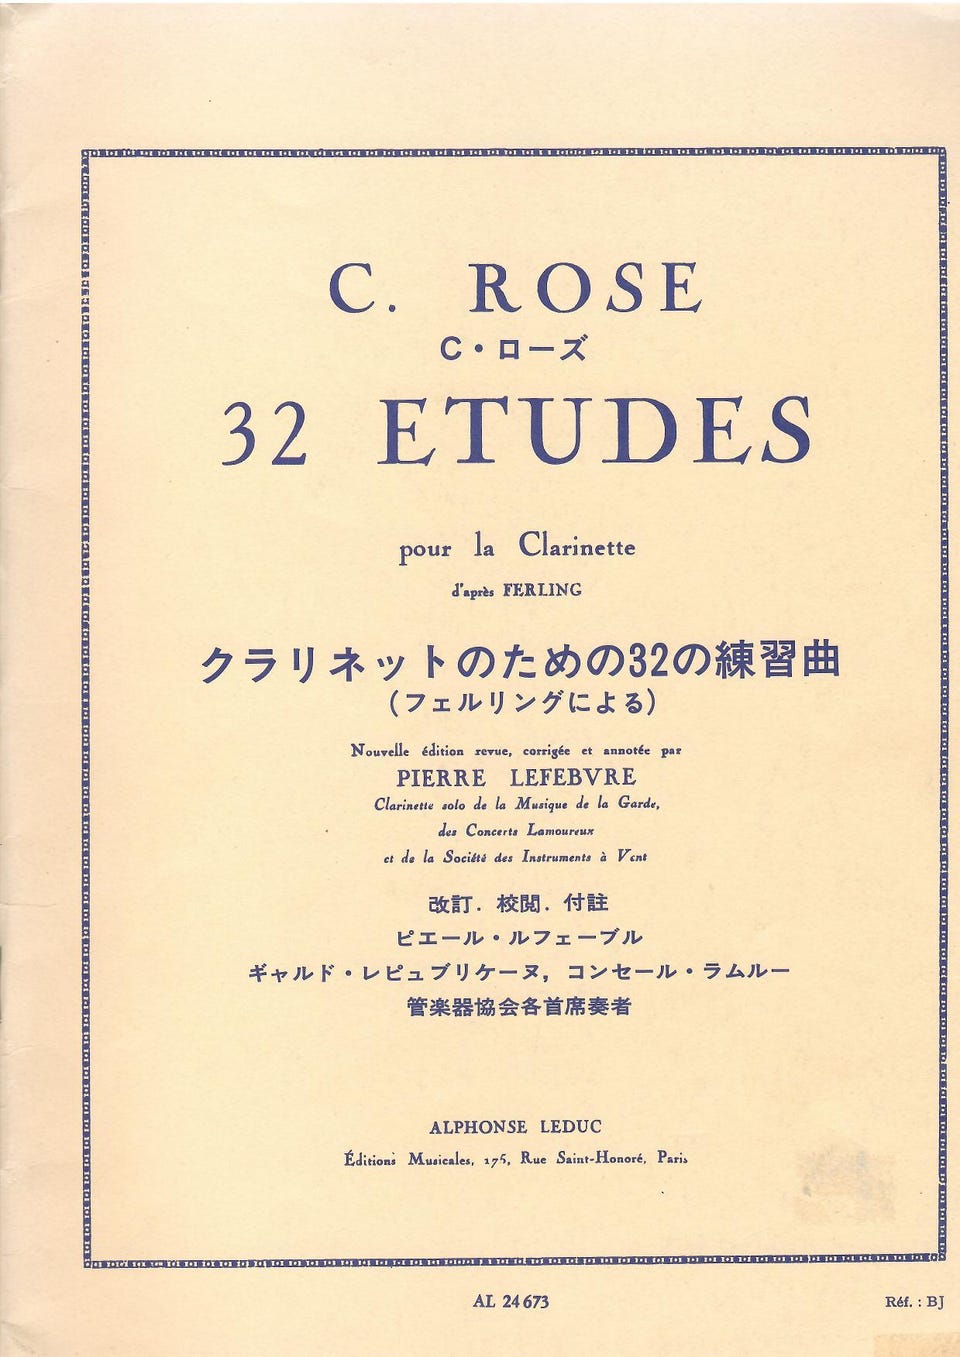 C. ROSE
C・ローズ
32 ETUDES
pour la Clarinette
d'après FERLING
クラリネットのための32の練習曲
(フェルリングによる)
Nouvelle édition revue, corrigée et annotée par
PIERRE LEFEBVRE
Clarinette solo de la Musique de la Garde,
des Concerts Lamoureux
et de la Société des Instruments à Vent
改訂. 校閲. 付註
ピエール・ルフェーブル
ギャルド・レピュブリケーヌ, コンセール・ラムルー
管楽器協会各首席奏者
ALPHONSE LEDUC
Éditions Musicales, 175, Rue Saint-Honoré, Paris
AL 24673
Réf. : BJ